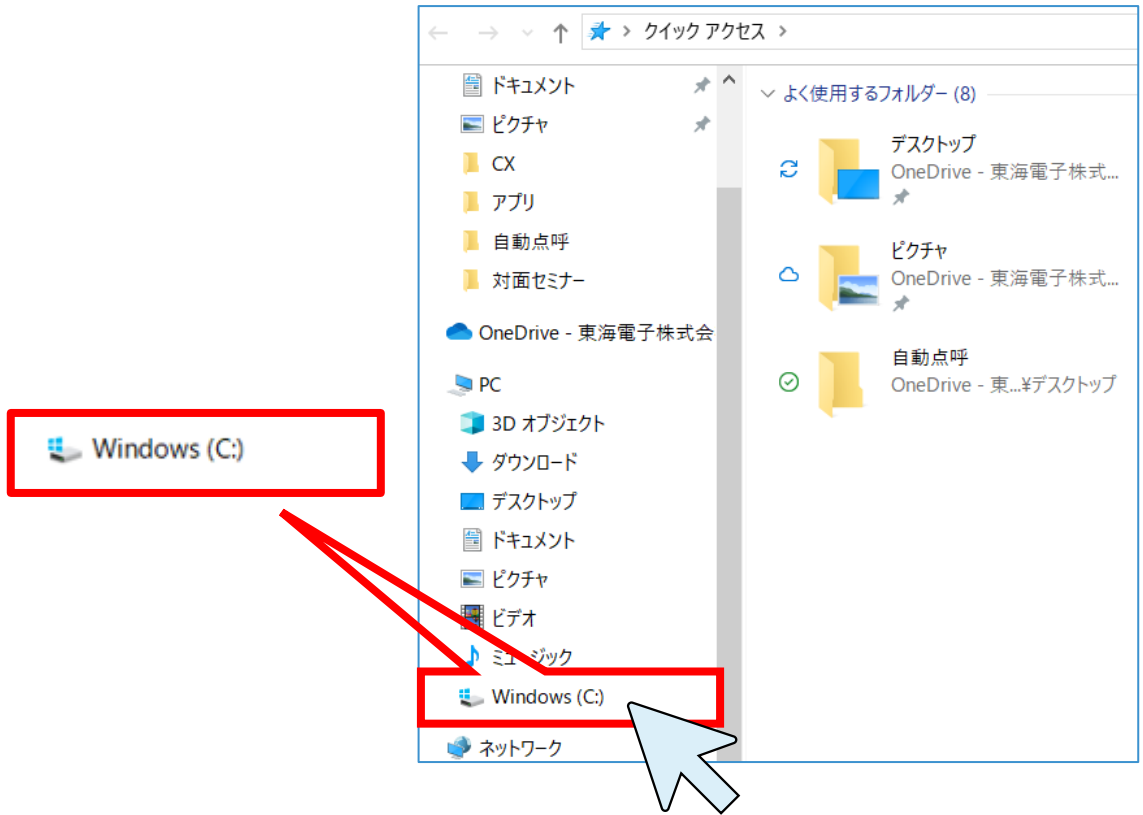 クイック アクセス
ドキュメント
ピクチャ
CX
アプリ
自動点呼
対面セミナー
OneDrive - 東海電子株式会
PC
3D オブジェクト
ダウンロード
デスクトップ
ドキュメント
ピクチャ
ビデオ
ミュージック
Windows (C:)
ネットワーク
よく使用するフォルダー (8)
デスクトップ
OneDrive - 東海電子株式...
ピクチャ
OneDrive - 東海電子株式...
自動点呼
OneDrive - 東...¥デスクトップ
Windows (C:)